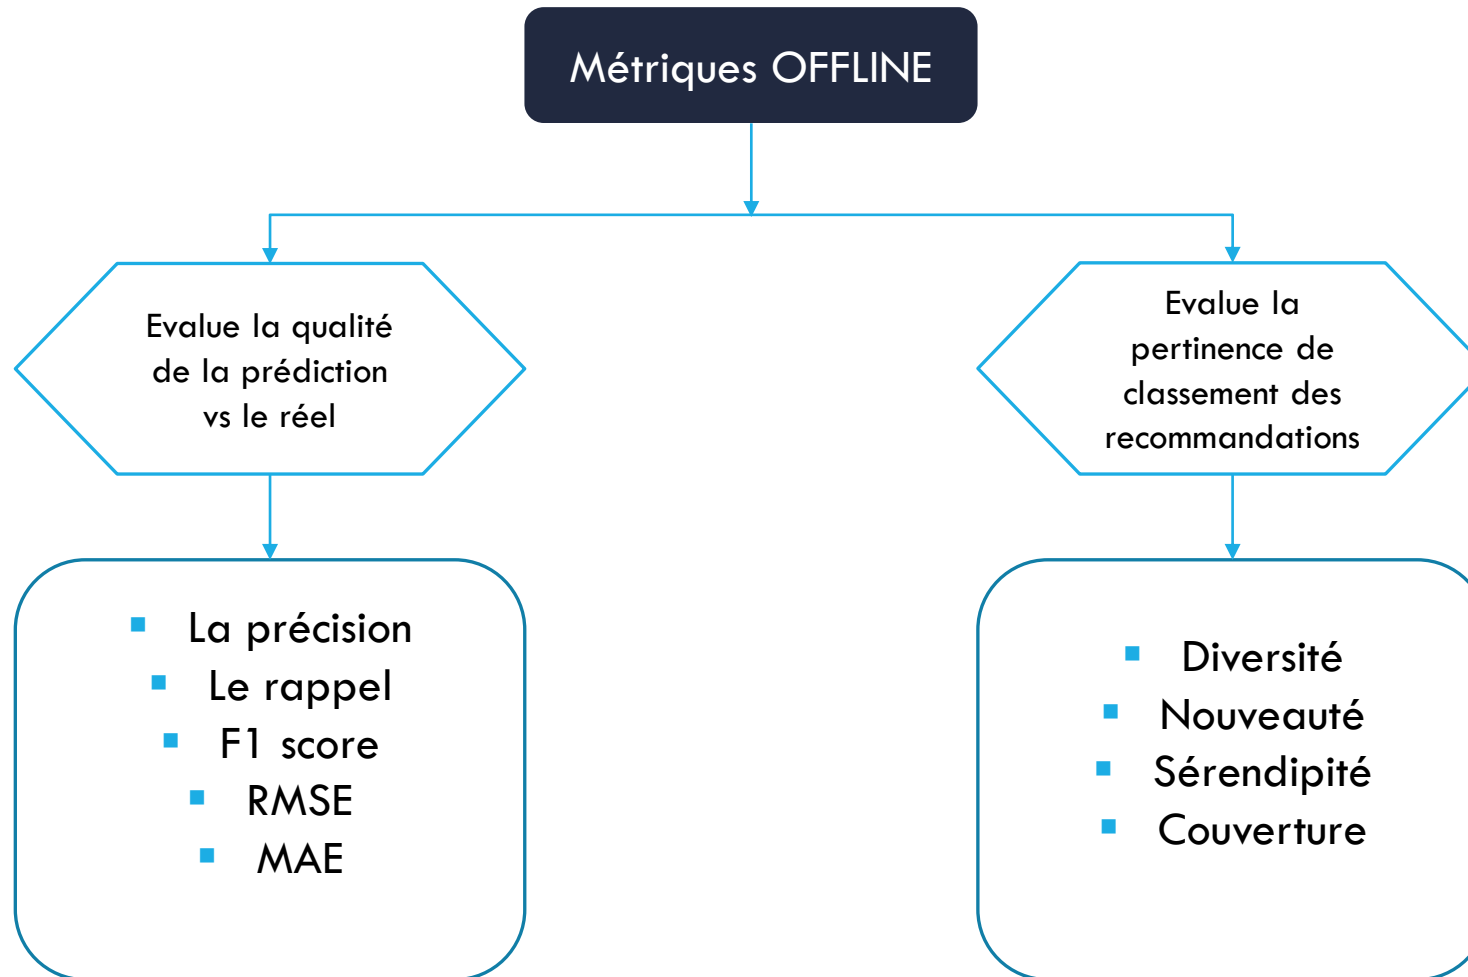 Métriques OFFLINE
Evalue la qualité
de la prédiction
vs le réel
Evalue la
pertinence de
classement des
recommandations
▪ La précision
▪ Le rappel
▪ F1 score
▪ RMSE
▪ MAE
▪ Diversité
▪ Nouveauté
▪ Sérendipité
▪ Couverture